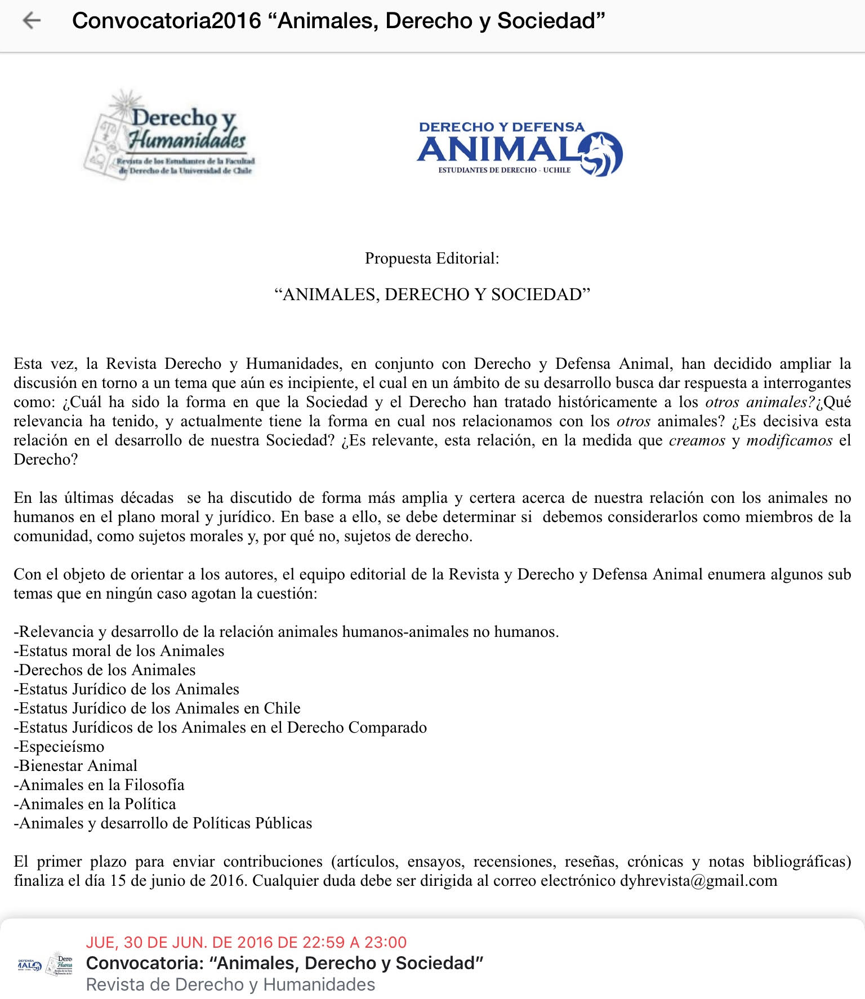 Convocatoria2016 “Animales, Derecho y Sociedad”
Derecho y
Humanidades
Revista de los Estudiantes de la Facultad
de Derecho de la Universidad de Chile
DERECHO Y DEFENSA
ANIMAL
ESTUDIANTES DE DERECHO - UCHILE
Propuesta Editorial:
“ANIMALES, DERECHO Y SOCIEDAD”
Esta vez, la Revista Derecho y Humanidades, en conjunto con Derecho y Defensa Animal, han decidido ampliar la
discusión en torno a un tema que aún es incipiente, el cual en un ámbito de su desarrollo busca dar respuesta a interrogantes
como: ¿Cuál ha sido la forma en que la Sociedad y el Derecho han tratado históricamente a los otros animales?¿Qué
relevancia ha tenido, y actualmente tiene la forma en cual nos relacionamos con los otros animales? ¿Es decisiva esta
relación en el desarrollo de nuestra Sociedad? ¿Es relevante, esta relación, en la medida que creamos y modificamos el
Derecho?
En las últimas décadas se ha discutido de forma más amplia y certera acerca de nuestra relación con los animales no
humanos en el plano moral y jurídico. En base a ello, se debe determinar si debemos considerarlos como miembros de la
comunidad, como sujetos morales y, por qué no, sujetos de derecho.
Con el objeto de orientar a los autores, el equipo editorial de la Revista y Derecho y Defensa Animal enumera algunos sub
temas que en ningún caso agotan la cuestión:
-Relevancia y desarrollo de la relación animales humanos-animales no humanos.
-Estatus moral de los Animales
-Derechos de los Animales
-Estatus Jurídico de los Animales
-Estatus Jurídico de los Animales en Chile
-Estatus Jurídicos de los Animales en el Derecho Comparado
-Especieísmo
-Bienestar Animal
-Animales en la Filosofía
-Animales en la Política
-Animales y desarrollo de Políticas Públicas
El primer plazo para enviar contribuciones (artículos, ensayos, recensiones, reseñas, crónicas y notas bibliográficas)
finaliza el día 15 de junio de 2016. Cualquier duda debe ser dirigida al correo electrónico dyhrevista@gmail.com
JUE, 30 DE JUN. DE 2016 DE 22:59 A 23:00
Convocatoria: “Animales, Derecho y Sociedad”
Revista de Derecho y Humanidades